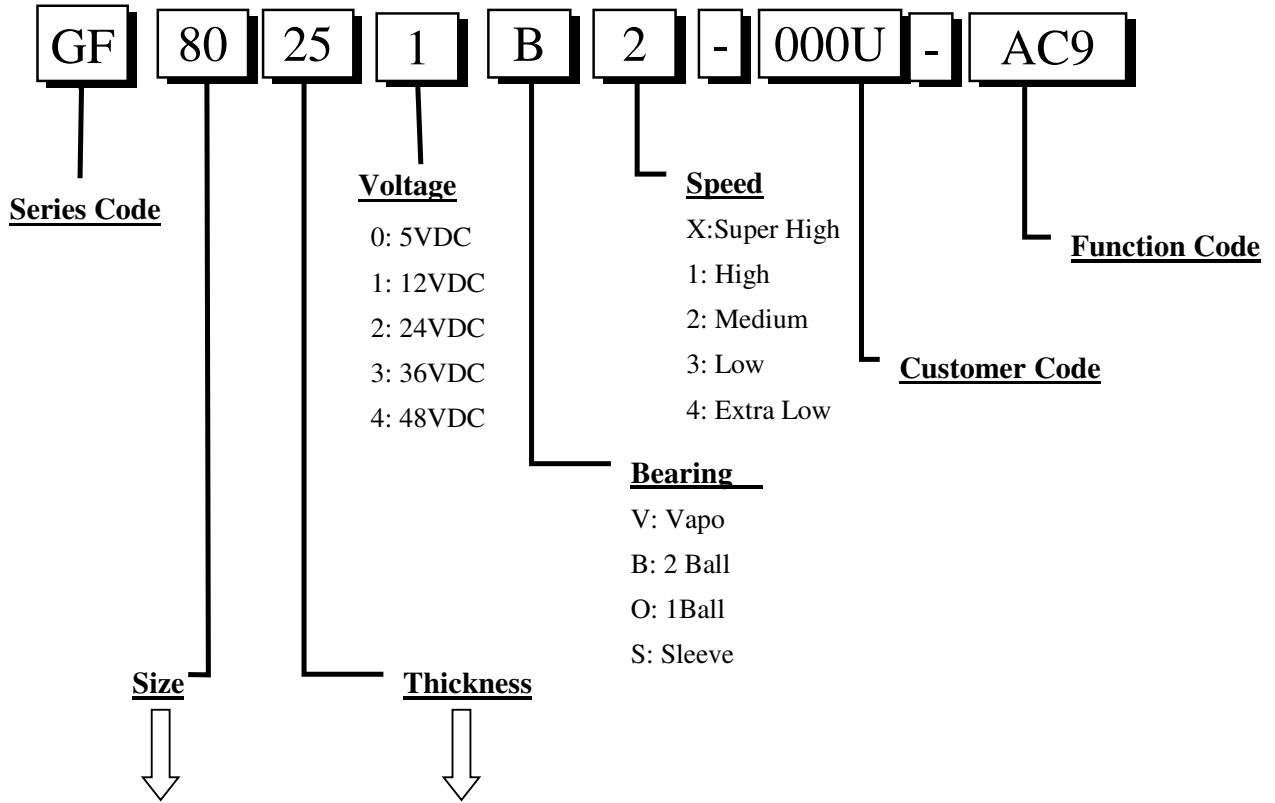 GF 80 25 1 B 2 - 000U - AC9
Series Code
Voltage
0: 5VDC
1: 12VDC
2: 24VDC
3: 36VDC
4: 48VDC
Speed
X:Super High
1: High
2: Medium
3: Low
4: Extra Low
Function Code
Customer Code
Bearing
V: Vapo
B: 2 Ball
O: 1Ball
S: Sleeve
Size
Thickness